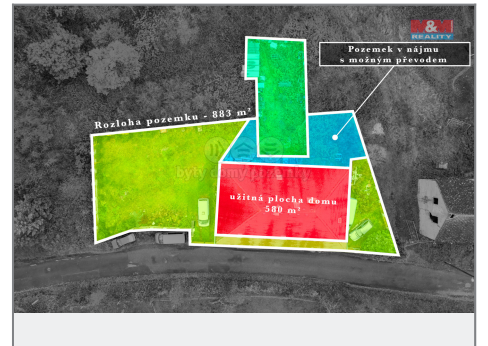 M&M
REALITY
Pozemek v nájmu
s možným převodem
Rozloha pozemku - 883 m²
byty domy pozemky
užitná plocha domu
580 m²